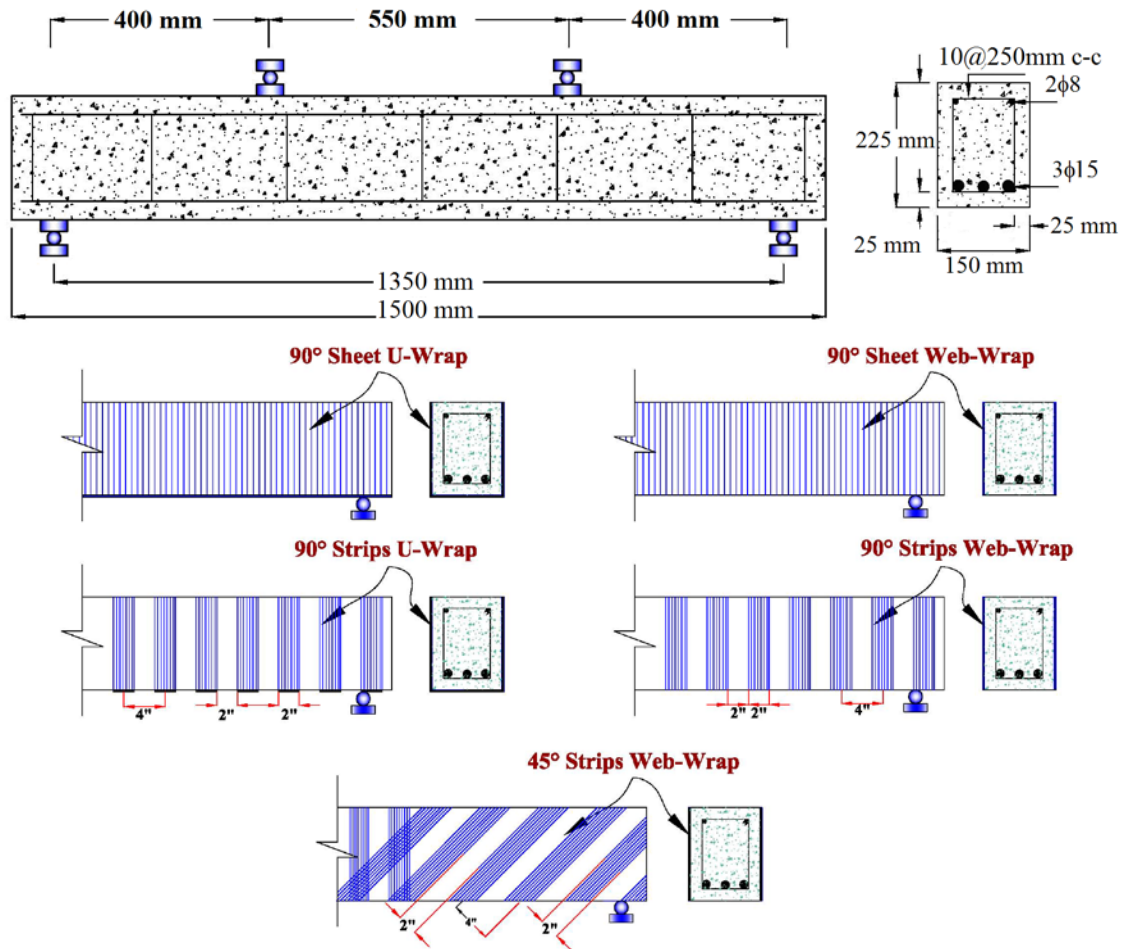 400 mm 550 mm 400 mm
10@250mm c-c
2ϕ8
225 mm
3ϕ15
25 mm
25 mm
150 mm
1350 mm
1500 mm
90° Sheet U-Wrap
90° Sheet Web-Wrap
90° Strips U-Wrap
90° Strips Web-Wrap
4" 2" 2"
2" 2" 4"
45° Strips Web-Wrap
2" 4" 2"